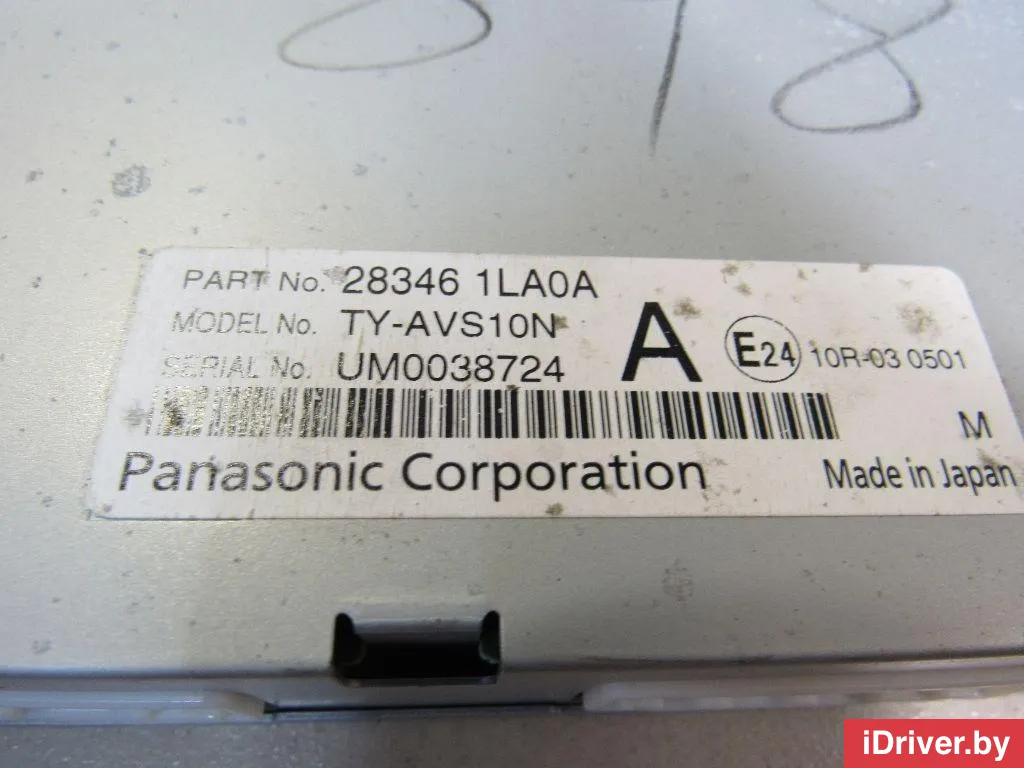 PART No. 28346 1LA0A
MODEL No. TY-AVS10N
SERIAL No. UM0038724
A
E24 10R-03 0501
M
Panasonic Corporation
Made in Japan
iDriver.by